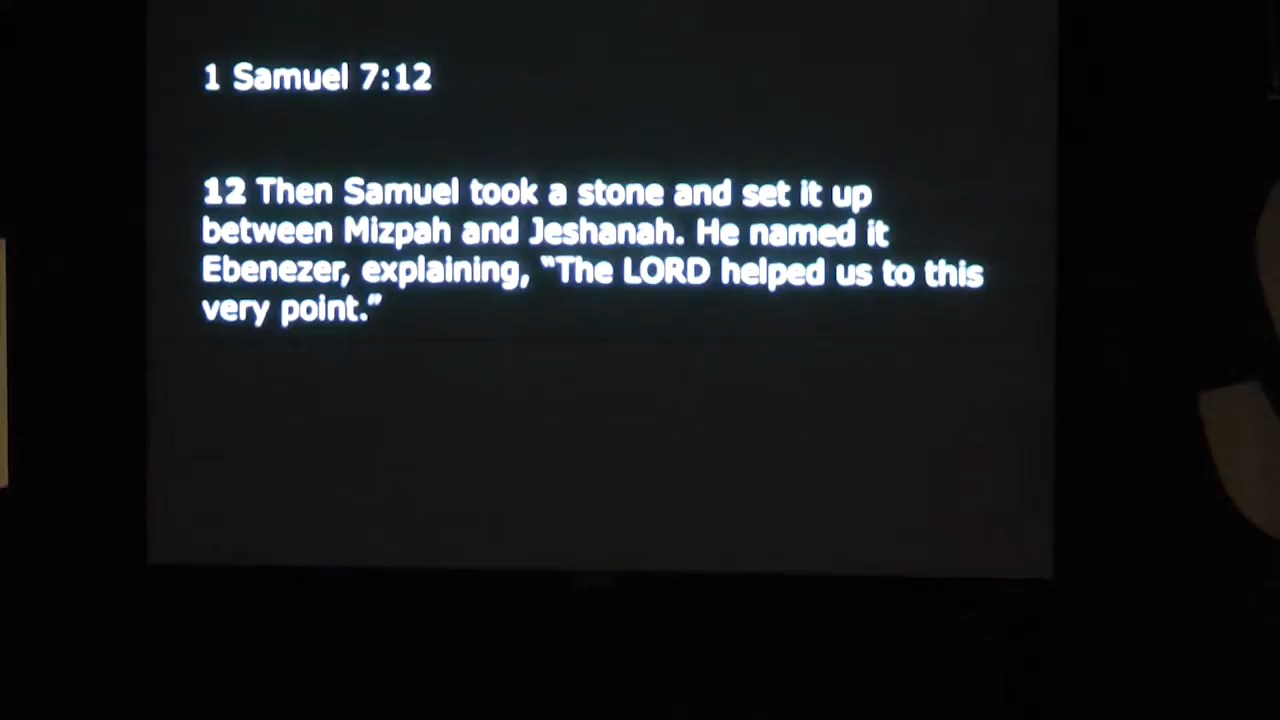 1 Samuel 7:12
12 Then Samuel took a stone and set it up
between Mizpah and Jeshanah. He named it
Ebenezer, explaining, “The LORD helped us to this
very point.”